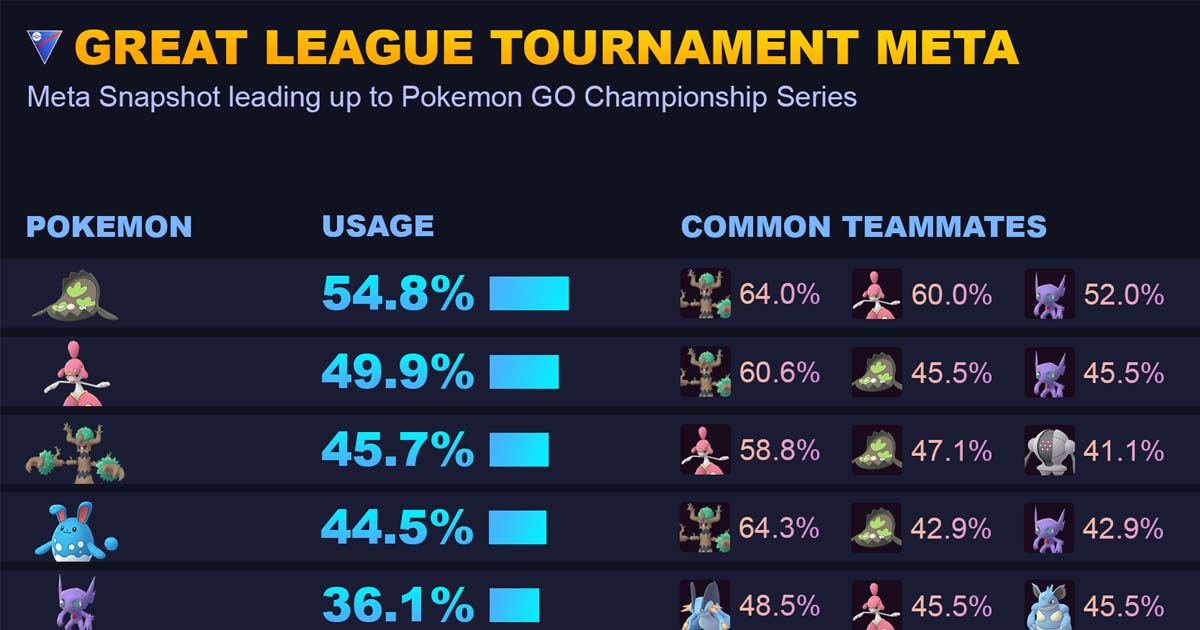 GREAT LEAGUE TOURNAMENT META
Meta Snapshot leading up to Pokemon GO Championship Series
POKEMON USAGE COMMON TEAMMATES
54.8% 64.0% 60.0% 52.0%
49.9% 60.6% 45.5% 45.5%
45.7% 58.8% 47.1% 41.1%
44.5% 64.3% 42.9% 42.9%
36.1% 48.5% 45.5% 45.5%